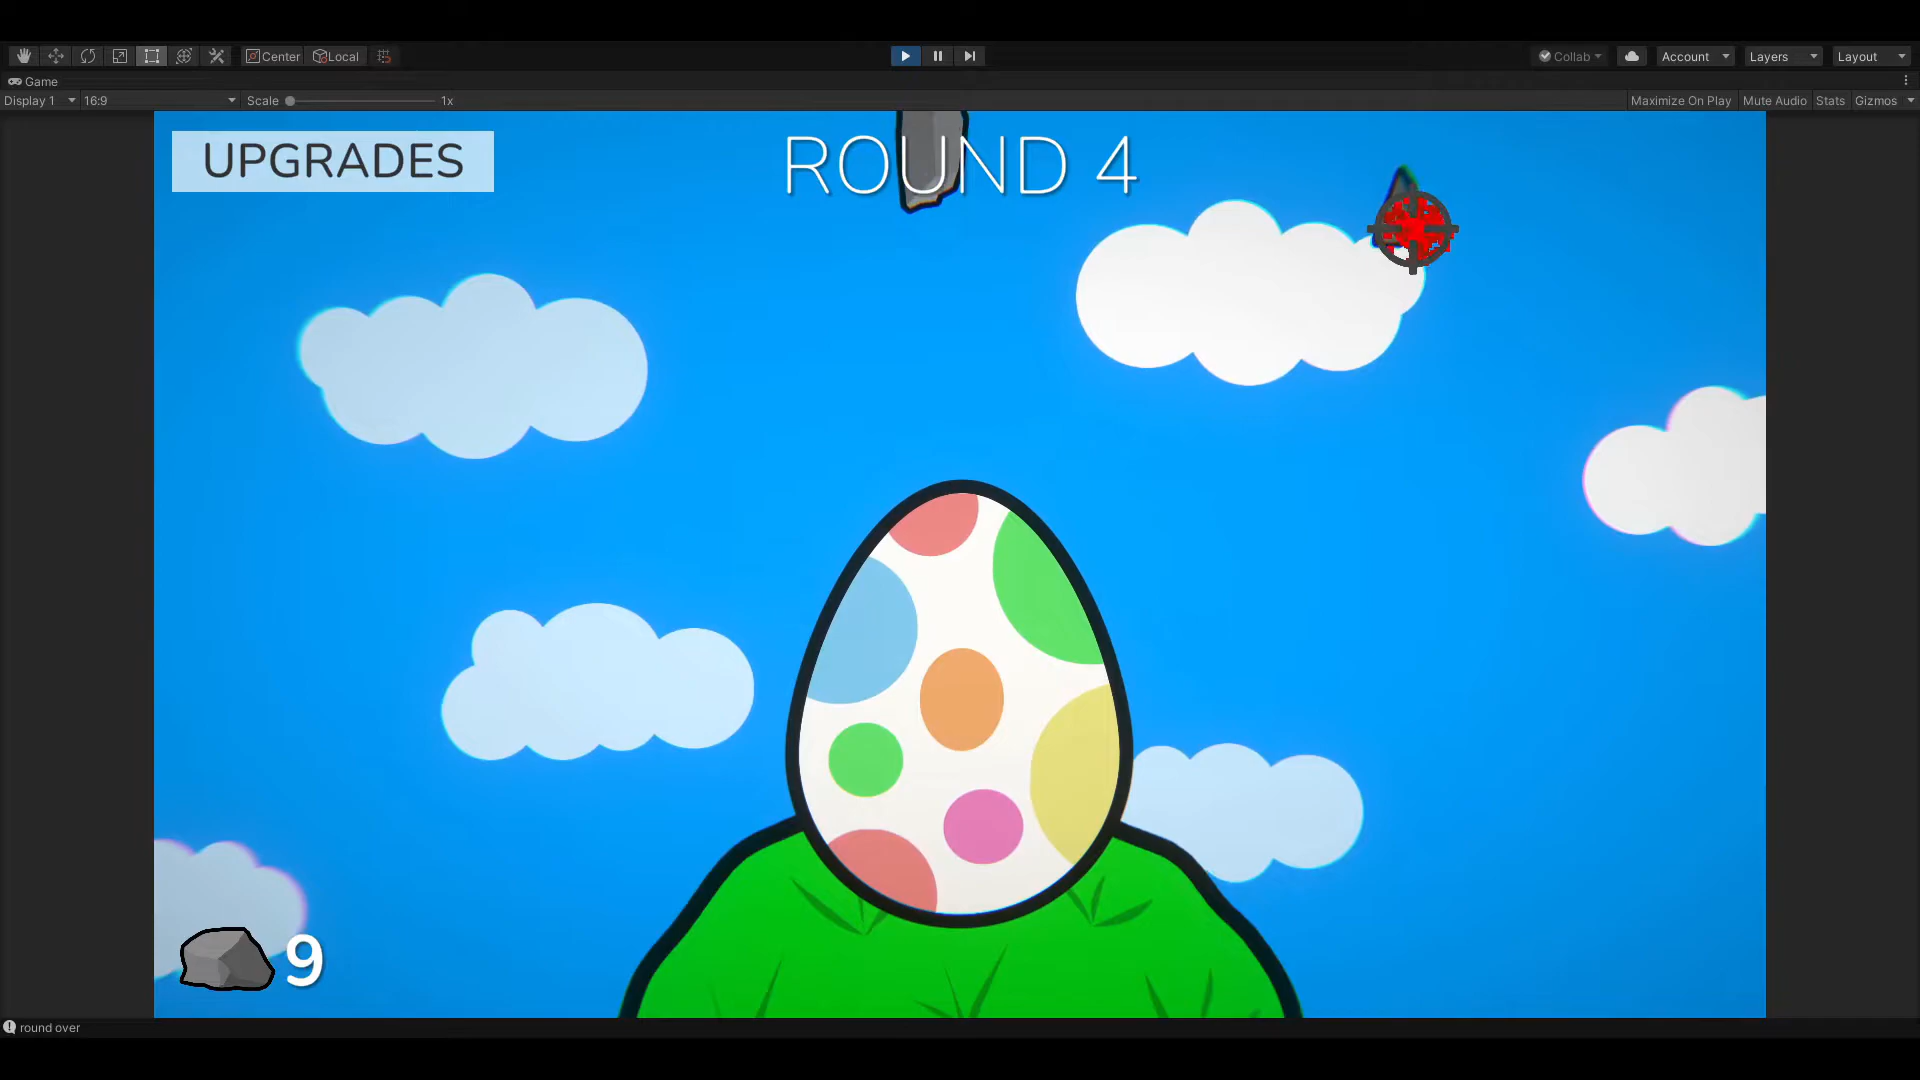 Center Local Collab Account Layers Layout
Game
Display 1 16:9 Scale 1x Maximize On Play Mute Audio Stats Gizmos
UPGRADES
ROUND 4
9
round over